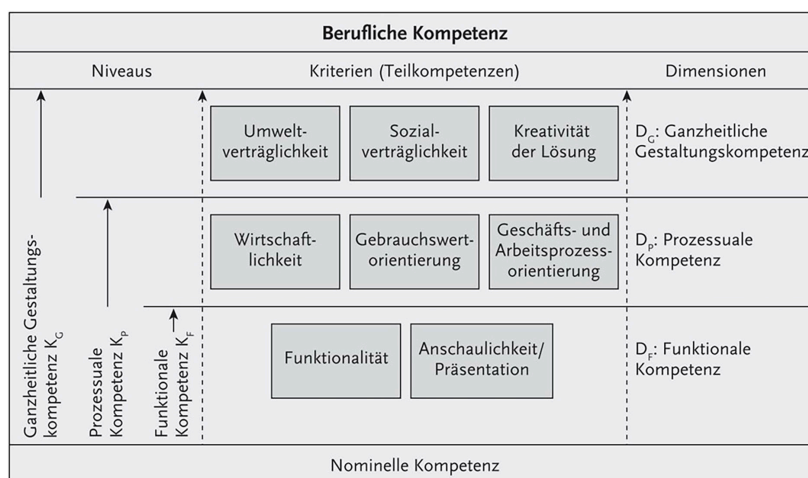 Berufliche Kompetenz
Niveaus
Kriterien (Teilkompetenzen)
Dimensionen
Umwelt-
verträglichkeit
Sozial-
verträglichkeit
Kreativität
der Lösung
D_G: Ganzheitliche
Gestaltungskompetenz
Wirtschaft-
lichkeit
Gebrauchswert-
orientierung
Geschäfts- und
Arbeitsprozess-
orientierung
D_P: Prozessuale
Kompetenz
Funktionalität
Anschaulichkeit/
Präsentation
D_F: Funktionale
Kompetenz
Ganzheitliche Gestaltungs-
kompetenz K_G
Prozessuale
Kompetenz K_P
Funktionale
Kompetenz K_F
Nominelle Kompetenz